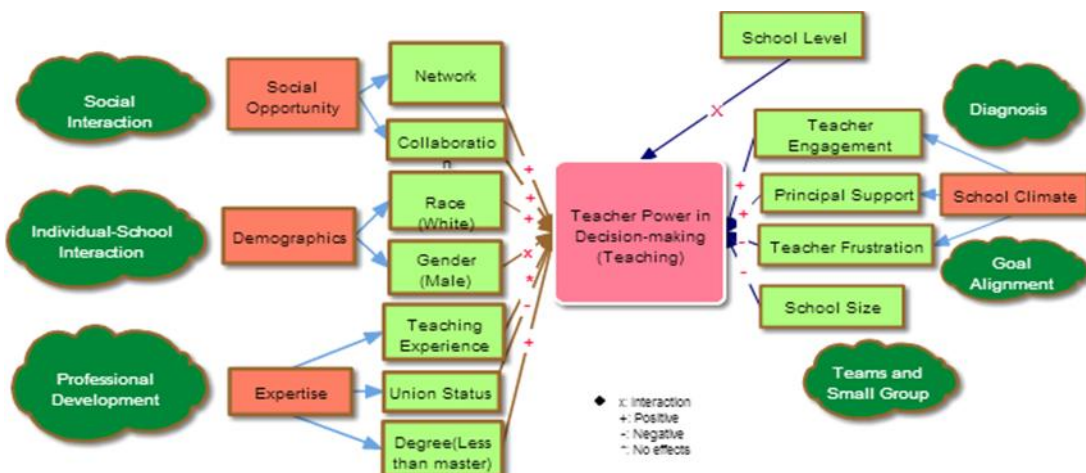 School Level
Social
Interaction
Social
Opportunity
Network
Collaboration
Diagnosis
Teacher
Engagement
Principal Support
School Climate
Teacher Frustration
School Size
Goal
Alignment
Teams and
Small Group
x
Teacher Power in
Decision-making
(Teaching)
Individual-School
Interaction
Demographics
Race
(White)
Gender
(Male)
Professional
Development
Expertise
Teaching
Experience
Union Status
Degree(Less
than master)
+
+
+
x
*
-
+
+
+
-
-
x: Interaction
+: Positive
-: Negative
*: No effects